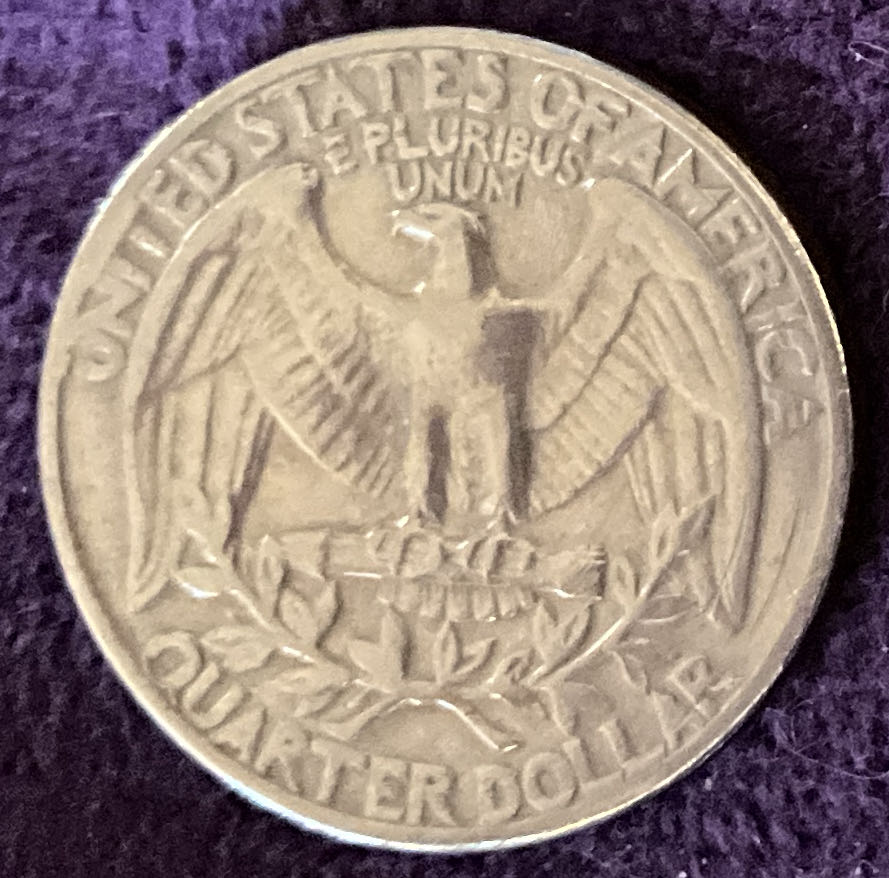 UNITED STATES OF AMERICA
E PLURIBUS
UNUM
QUARTER DOLLAR